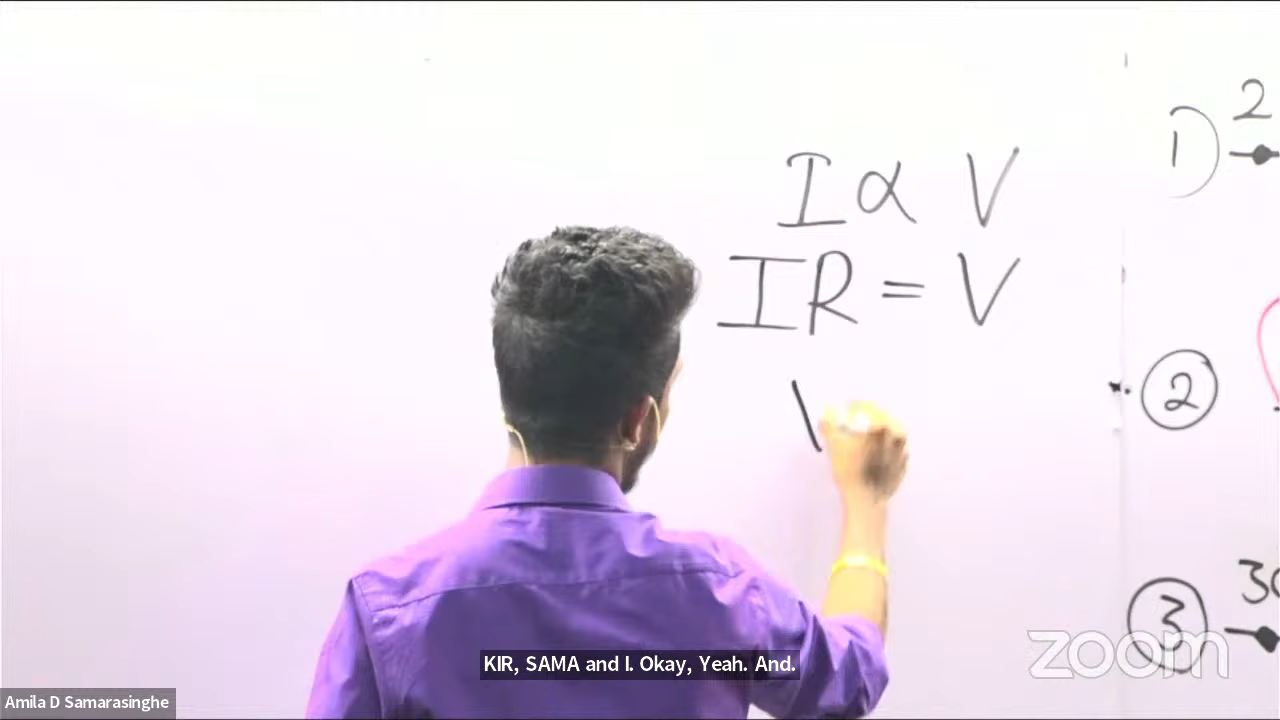 I α V
IR = V
\
1) 2
2
3 30
KIR, SAMA and I. Okay, Yeah. And.
zoom
Amila D Samarasinghe